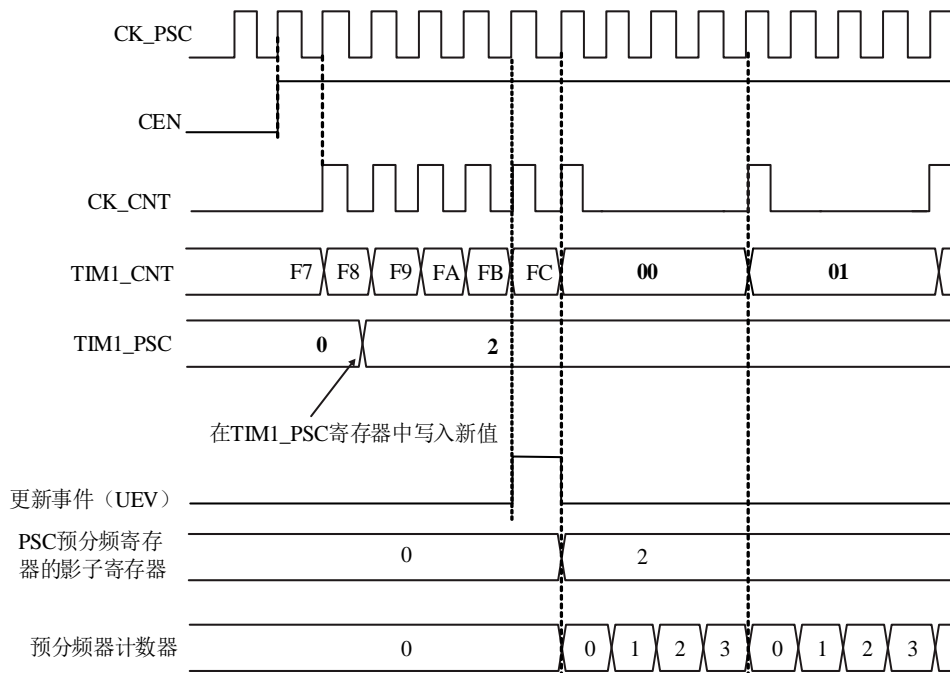 CK_PSC
CEN
CK_CNT
TIM1_CNT F7 F8 F9 FA FB FC 00 01
TIM1_PSC 0 2
在TIM1_PSC寄存器中写入新值
更新事件（UEV）
PSC预分频寄存
器的影子寄存器
0 2
预分频器计数器 0 0 1 2 3 0 1 2 3